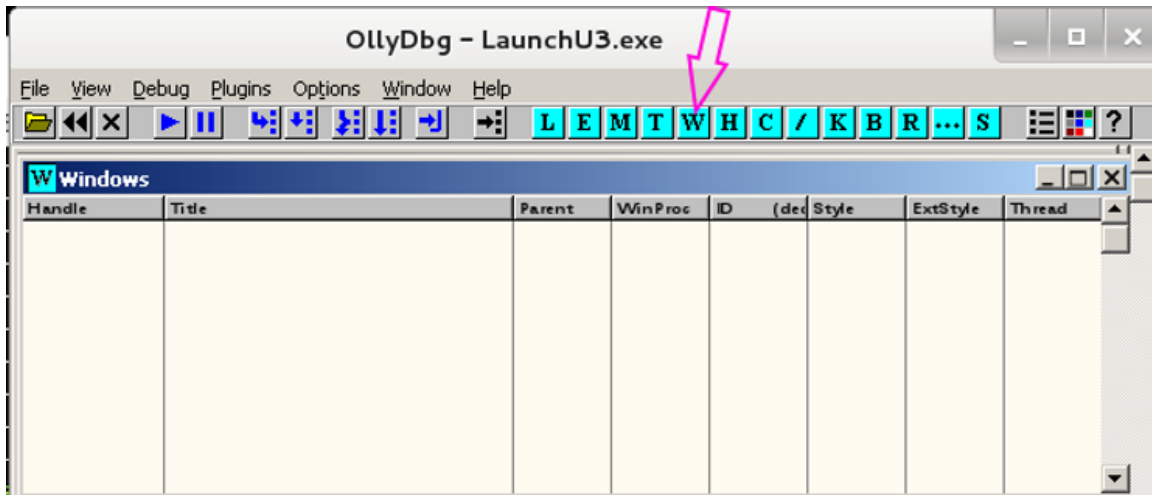 OllyDbg - LaunchU3.exe
File View Debug Plugins Options Window Help
L E M T W H C / K B R ... S ?
W Windows
Handle Title Parent WinProc ID (dec Style ExtStyle Thread